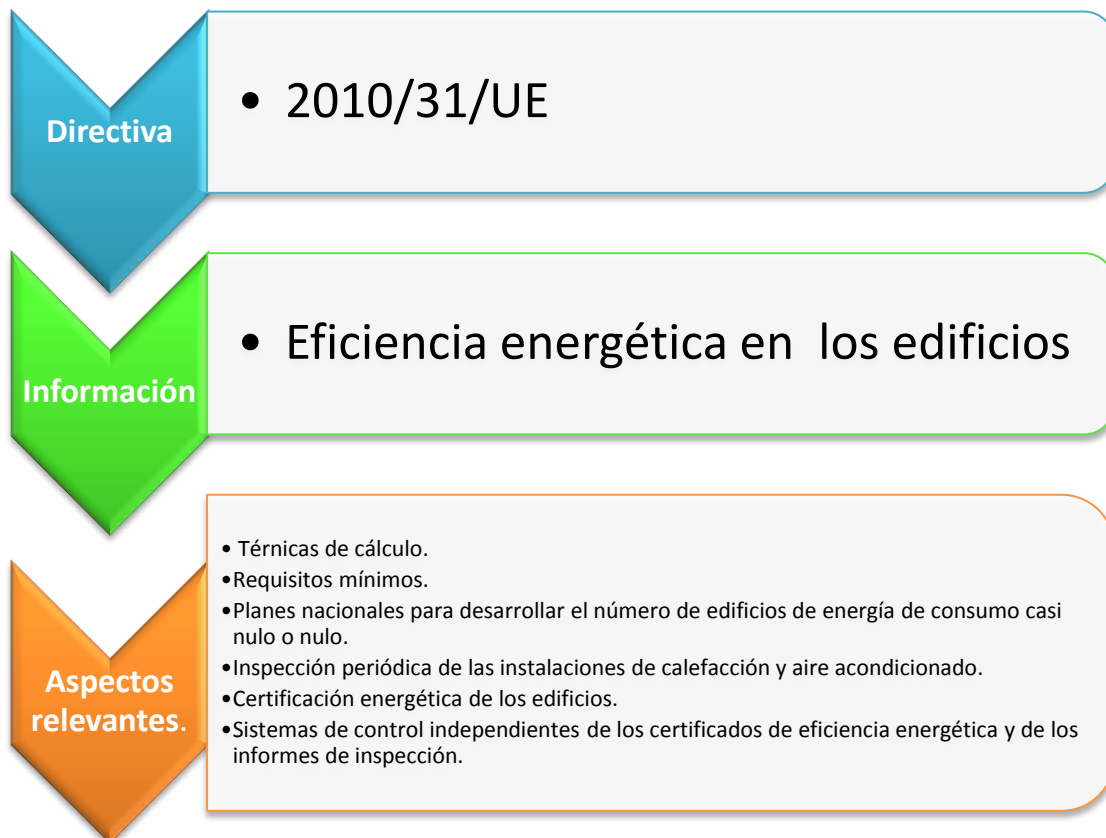 Directiva
• 2010/31/UE
Información
• Eficiencia energética en los edificios
Aspectos
relevantes.
• Térnicas de cálculo.
•Requisitos mínimos.
•Planes nacionales para desarrollar el número de edificios de energía de consumo casi
nulo o nulo.
•Inspección periódica de las instalaciones de calefacción y aire acondicionado.
•Certificación energética de los edificios.
•Sistemas de control independientes de los certificados de eficiencia energética y de los
informes de inspección.